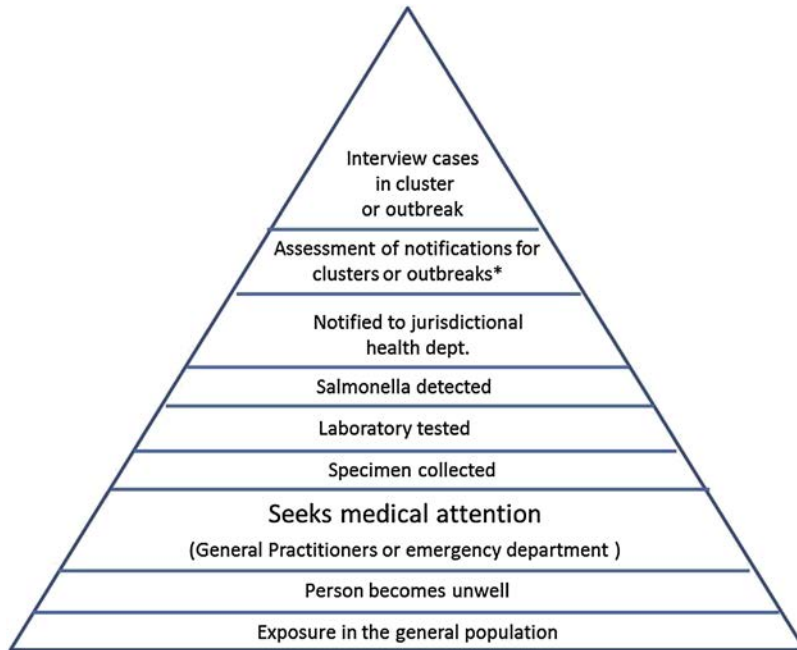 Interview cases
in cluster
or outbreak
Assessment of notifications for
clusters or outbreaks*
Notified to jurisdictional
health dept.
Salmonella detected
Laboratory tested
Specimen collected
Seeks medical attention
(General Practitioners or emergency department )
Person becomes unwell
Exposure in the general population